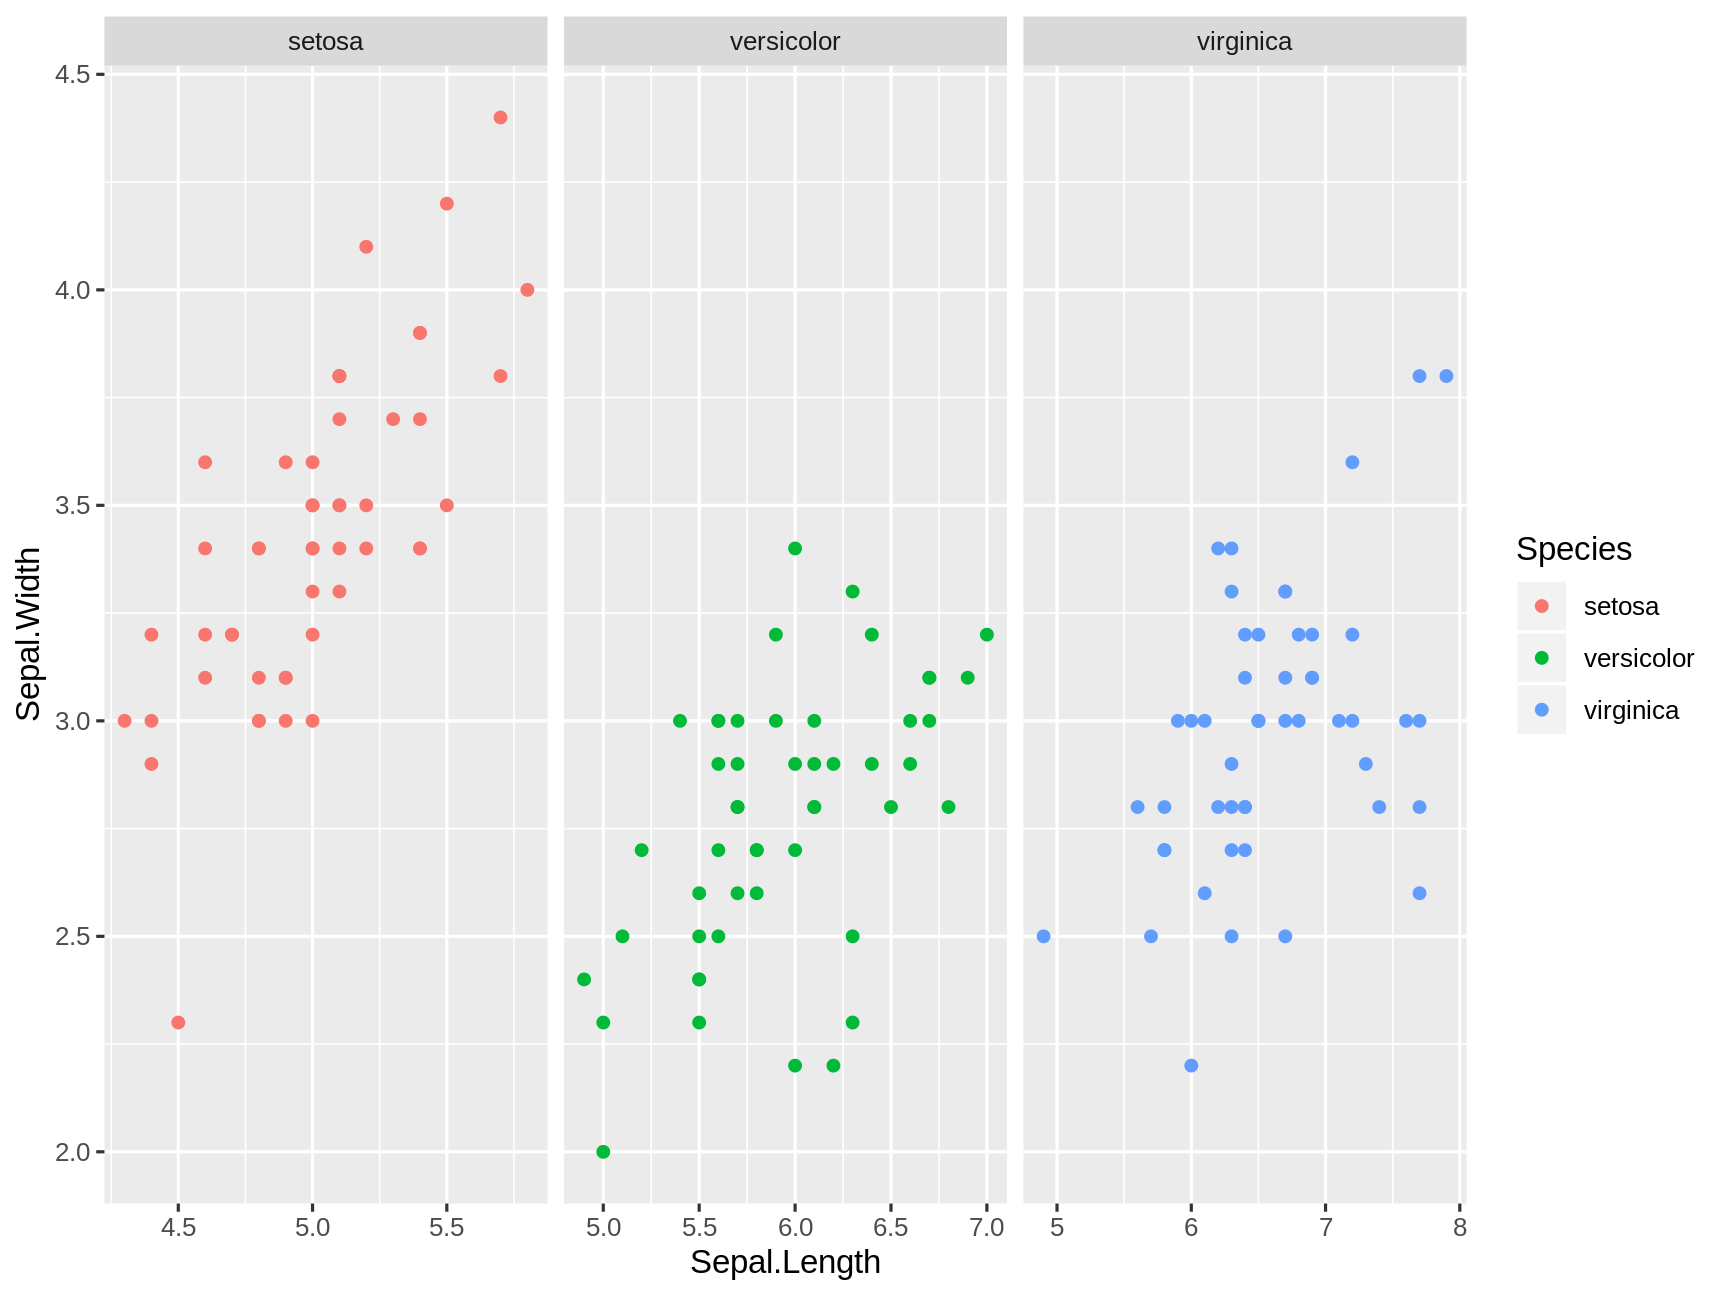 setosa versicolor virginica
4.5
4.0
3.5
3.0
2.5
2.0
Sepal.Width
4.5 5.0 5.5 5.0 5.5 6.0 6.5 7.0 5 6 7 8
Sepal.Length
Species
setosa
versicolor
virginica